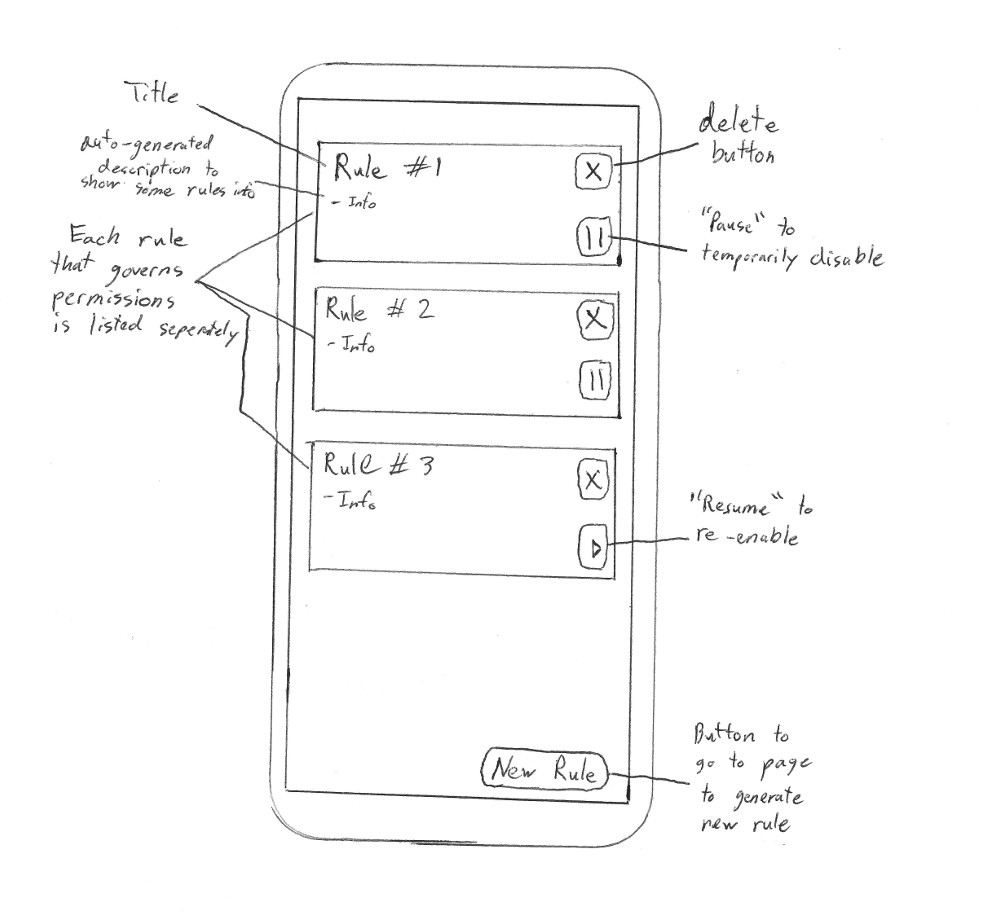 Title
auto-generated
description to
show some rules info
Each rule
that governs
permissions
is listed seperately
Rule #1
- Info
X
delete
button
"Pause" to
temporarily disable
Rule # 2
- Info
X
Rule # 3
- Info
X
"Resume" to
re-enable
New Rule
Button to
go to page
to generate
new rule